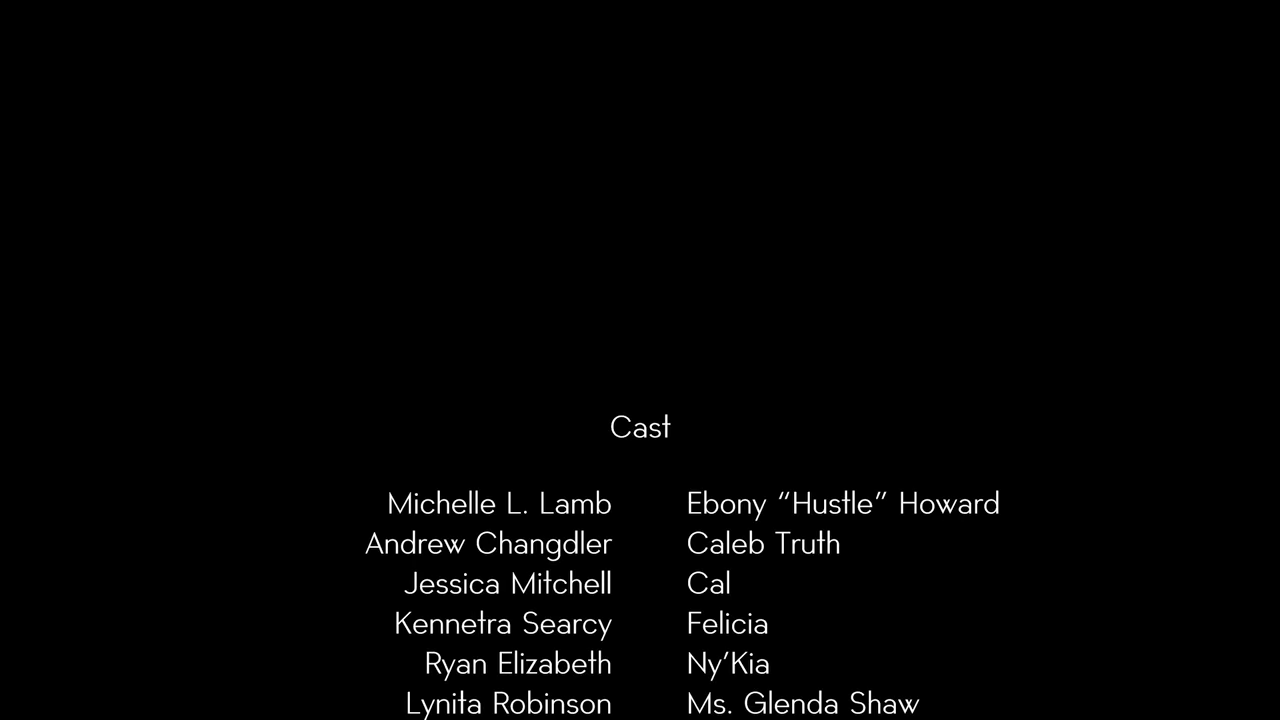 Cast
Michelle L. Lamb Ebony “Hustle” Howard
Andrew Changdler Caleb Truth
Jessica Mitchell Cal
Kennetra Searcy Felicia
Ryan Elizabeth Ny’Kia
Lynita Robinson Ms. Glenda Shaw